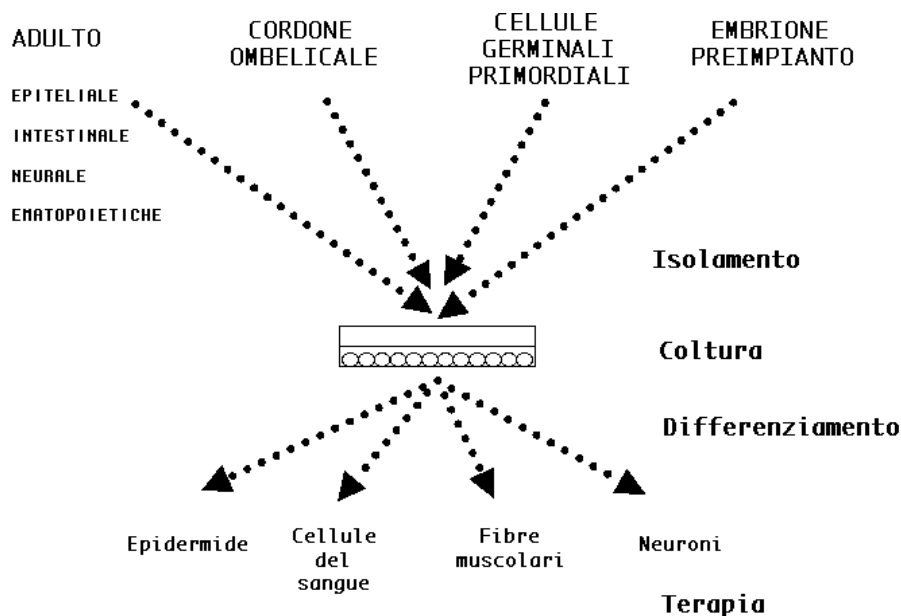 ADULTO
EPITELIALE
INTESTINALE
NEURALE
EMATOPOIETICHE
CORDONE
OMBELICALE
CELLULE
GERMINALI
PRIMORDIALI
EMBRIONE
PREIMPIANTO
Isolamento
Coltura
Differenziamento
Epidermide
Cellule
del
sangue
Fibre
muscolari
Neuroni
Terapia